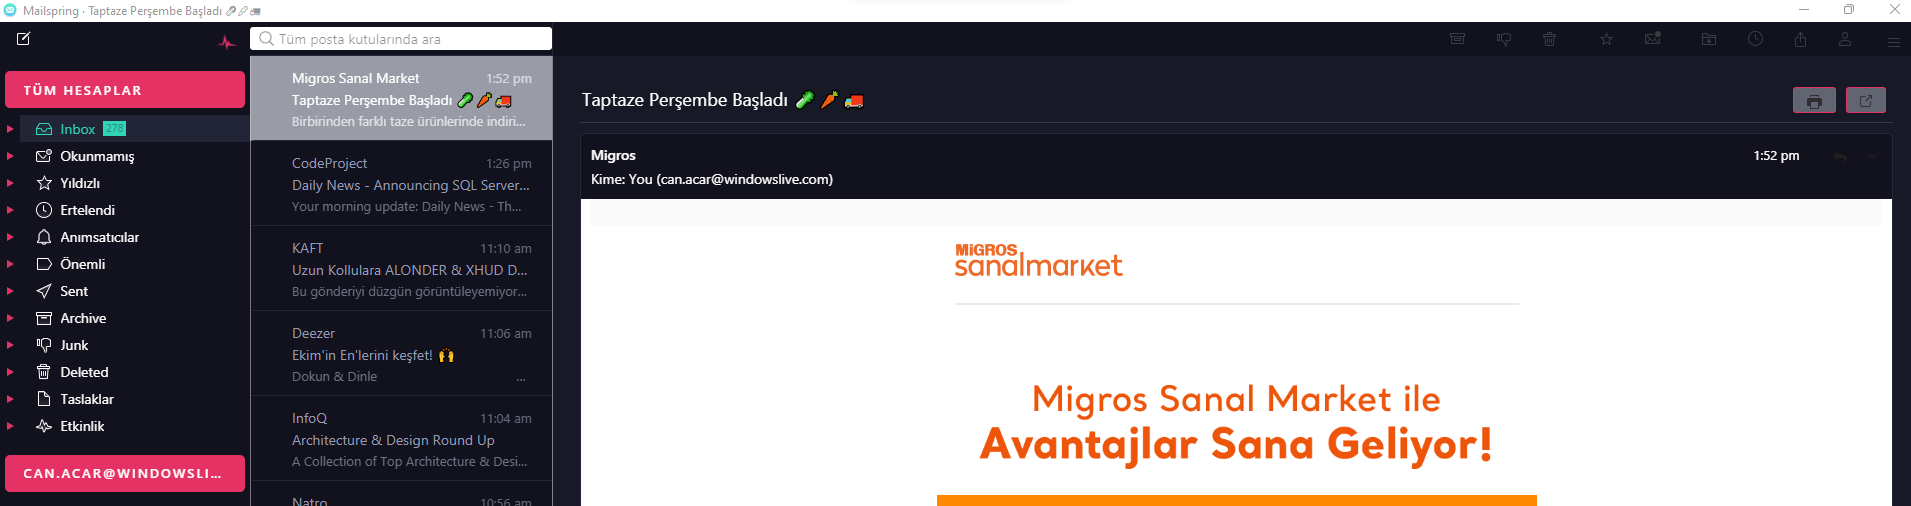 Mailspring · Taptaze Perşembe Başladı 🥒🥕🚚
Tüm posta kutularında ara
TÜM HESAPLAR
Inbox 278
Okunmamış
Yıldızlı
Ertelendi
Anımsatıcılar
Önemli
Sent
Archive
Junk
Deleted
Taslaklar
Etkinlik
CAN.ACAR@WINDOWSLI...
Migros Sanal Market 1:52 pm
Taptaze Perşembe Başladı 🥒🥕🚚
Birbirinden farklı taze ürünlerinde indiri...
CodeProject 1:26 pm
Daily News - Announcing SQL Server...
Your morning update: Daily News - Th...
KAFT 11:10 am
Uzun Kollulara ALONDER & XHUD D...
Bu gönderiyi düzgün görüntüleyemiyor...
Deezer 11:06 am
Ekim'in En'lerini keşfet! 🙌
Dokun & Dinle ...
InfoQ 11:04 am
Architecture & Design Round Up
A Collection of Top Architecture & Desi...
Natro 10:56 am
Taptaze Perşembe Başladı 🥒🥕🚚
Migros 1:52 pm
Kime: You (can.acar@windowslive.com)
MiGROS
sanalmarket
Migros Sanal Market ile
Avantajlar Sana Geliyor!